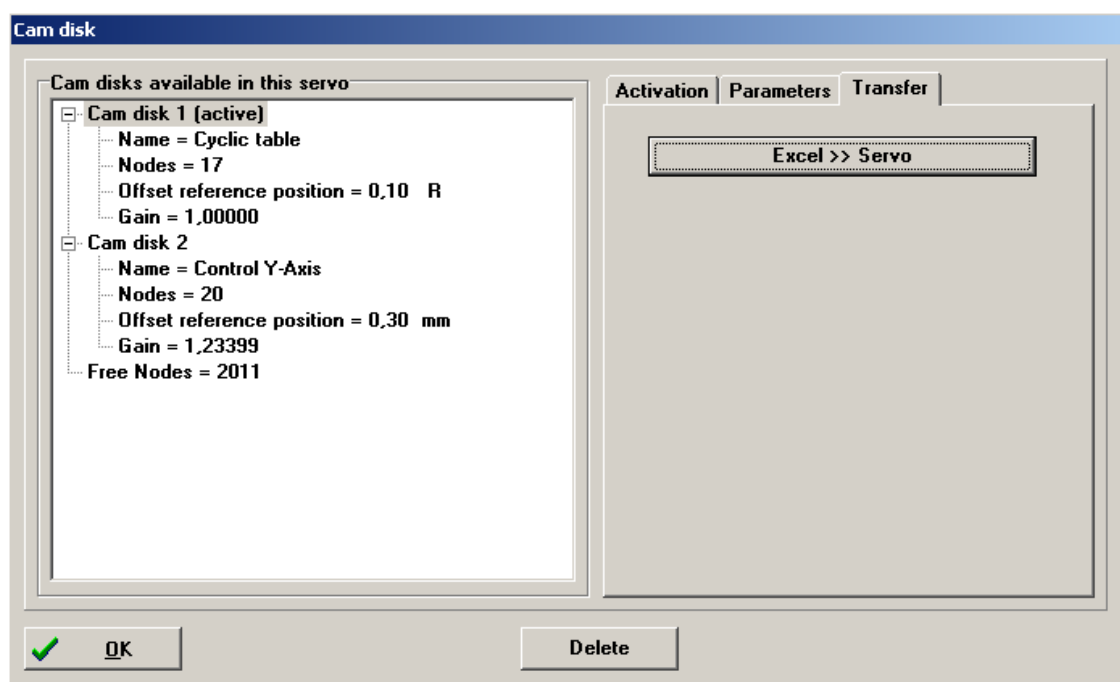 Cam disk
Cam disks available in this servo
Cam disk 1 (active)
Name = Cyclic table
Nodes = 17
Offset reference position = 0,10 R
Gain = 1,00000
Cam disk 2
Name = Control Y-Axis
Nodes = 20
Offset reference position = 0,30 mm
Gain = 1,23399
Free Nodes = 2011
Activation Parameters Transfer
Excel >> Servo
OK
Delete